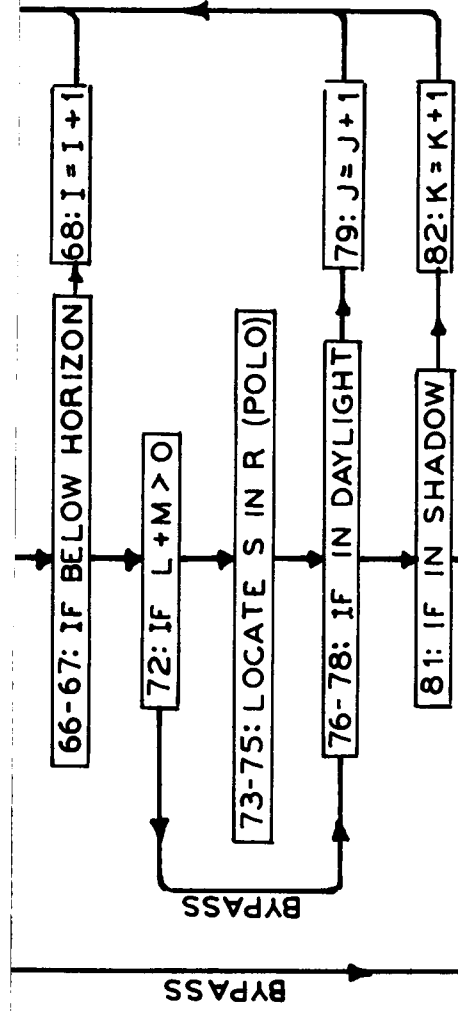 66-67: IF BELOW HORIZON
68: I = I + 1
72: IF L + M > 0
73-75: LOCATE S IN R (POLO)
BYPASS
76-78: IF IN DAYLIGHT
79: J = J + 1
81: IF IN SHADOW
82: K = K + 1
BYPASS